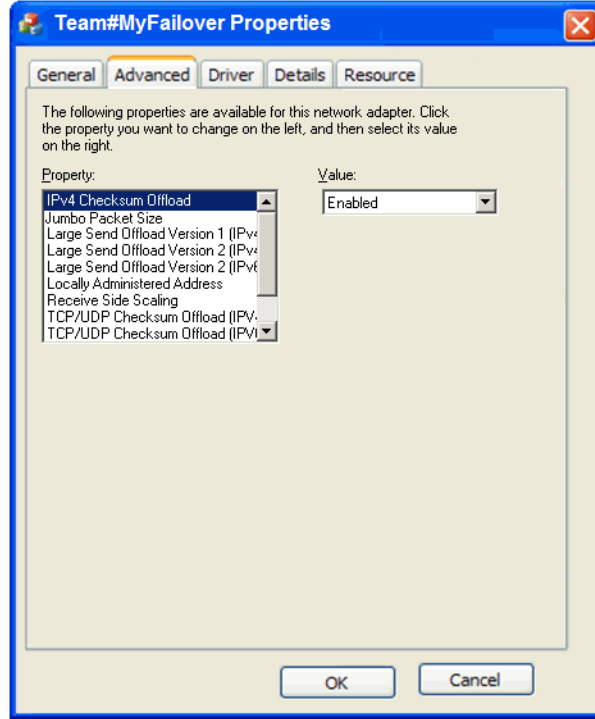 Team#MyFailover Properties
General Advanced Driver Details Resource
The following properties are available for this network adapter. Click
the property you want to change on the left, and then select its value
on the right.
Property: Value:
IPv4 Checksum Offload Enabled
Jumbo Packet Size
Large Send Offload Version 1 (IPv4
Large Send Offload Version 2 (IPv4
Large Send Offload Version 2 (IPv6
Locally Administered Address
Receive Side Scaling
TCP/UDP Checksum Offload (IPV
TCP/UDP Checksum Offload (IPV
OK Cancel